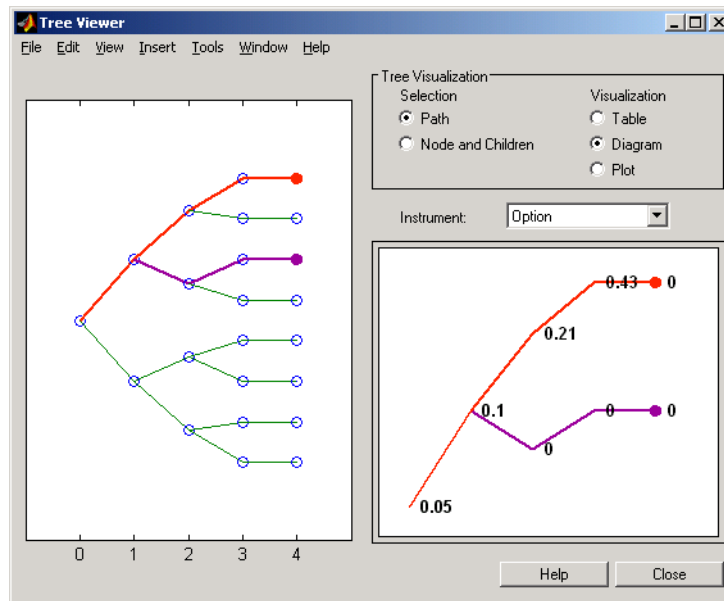 Tree Viewer
File Edit View Insert Tools Window Help
Tree Visualization
Selection
Path
Node and Children
Visualization
Table
Diagram
Plot
Instrument:
Option
0 1 2 3 4
0.43 0
0.21
0.1 0 0
0
0.05
Help
Close